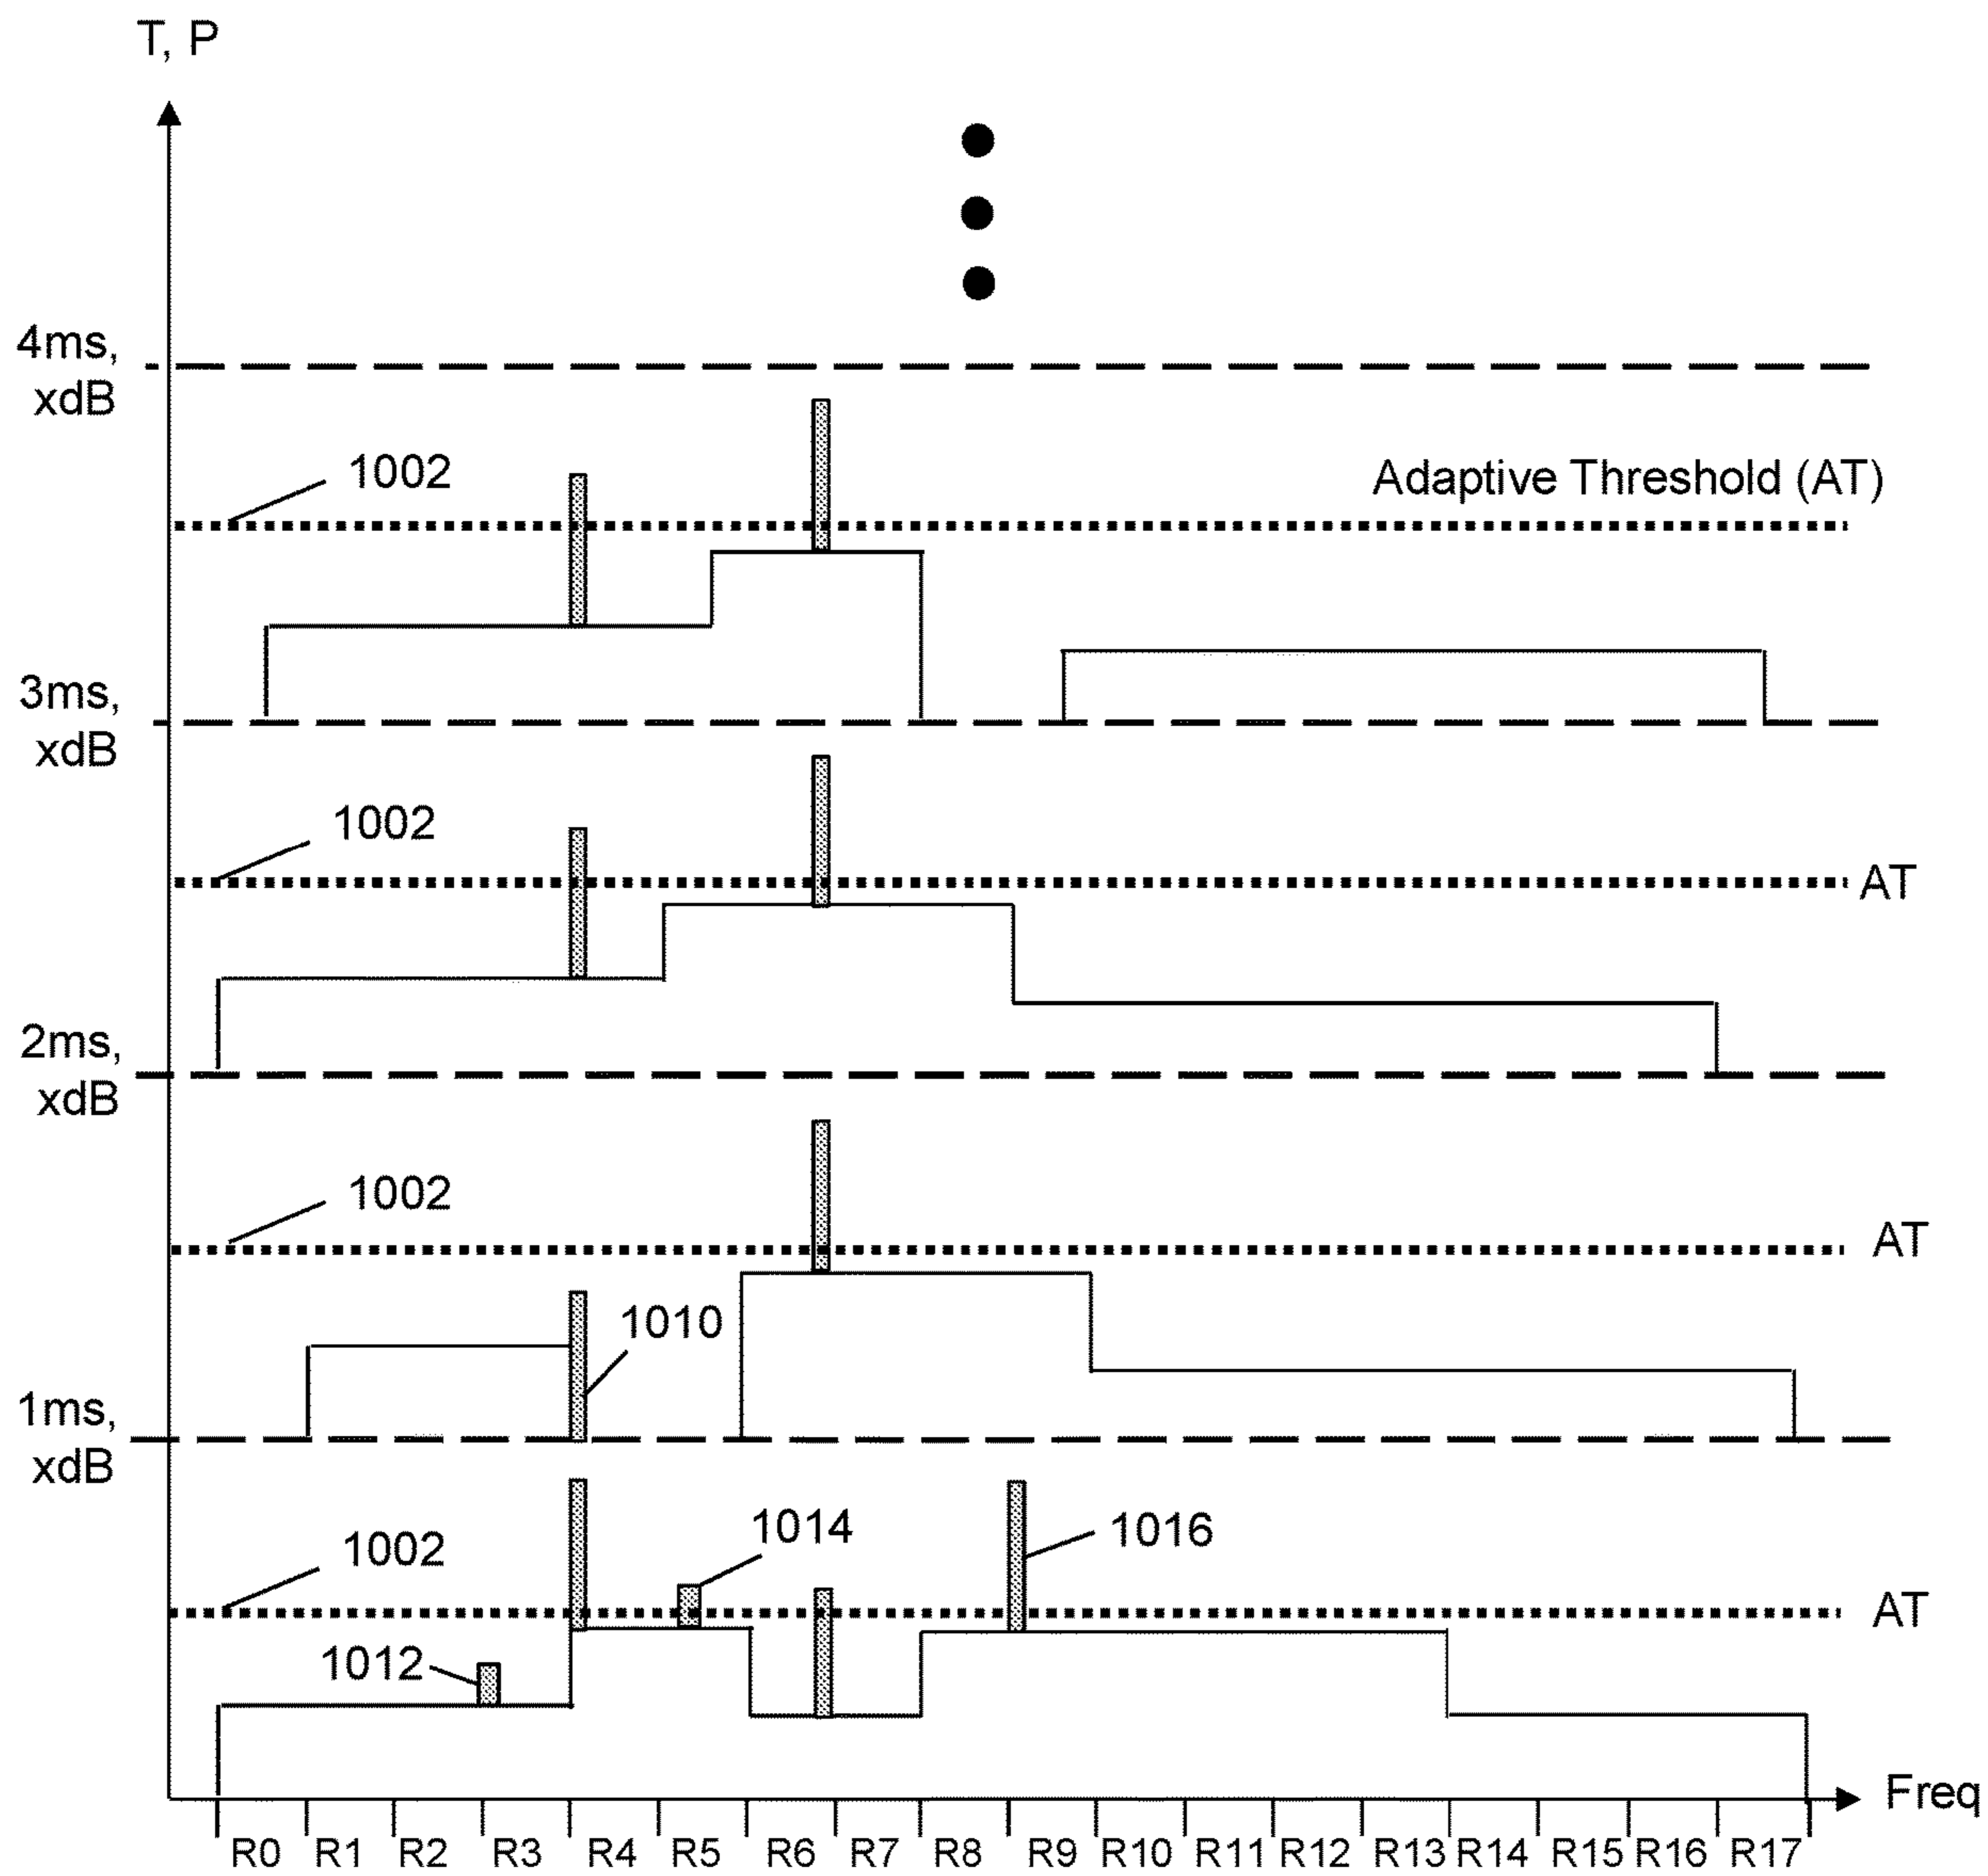 T, P
4ms,
xdB
1002
Adaptive Threshold (AT)
3ms,
xdB
1002
AT
2ms,
xdB
1002
AT
1010
1ms,
xdB
1014
1016
1002
AT
1012
Freq
R0 R1 R2 R3 R4 R5 R6 R7 R8 R9 R10 R11 R12 R13 R14 R15 R16 R17